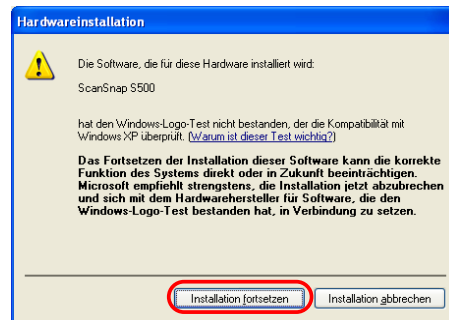 Hardwareinstallation
Die Software, die für diese Hardware installiert wird:
ScanSnap S500
hat den Windows-Logo-Test nicht bestanden, der die Kompatibilität mit
Windows XP überprüft. (Warum ist dieser Test wichtig?)
Das Fortsetzen der Installation dieser Software kann die korrekte
Funktion des Systems direkt oder in Zukunft beeinträchtigen.
Microsoft empfiehlt strengstens, die Installation jetzt abzubrechen
und sich mit dem Hardwarehersteller für Software, die den
Windows-Logo-Test bestanden hat, in Verbindung zu setzen.
Installation fortsetzen Installation abbrechen